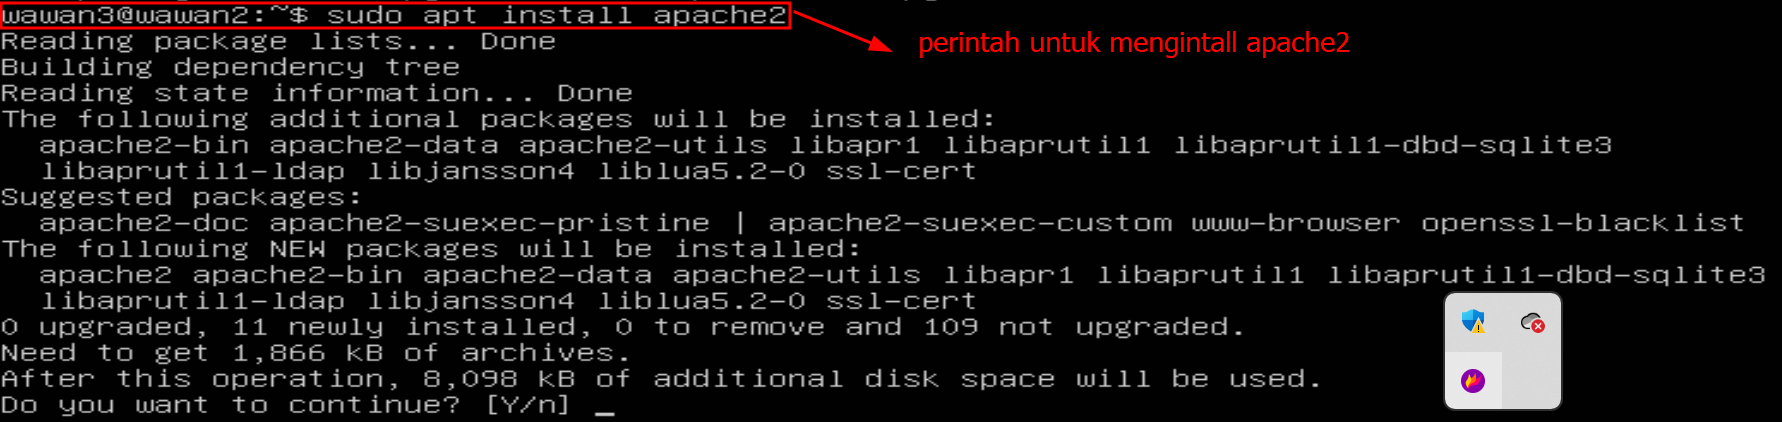 wawan3@wawan2:~$ sudo apt install apache2
perintah untuk mengintall apache2
Reading package lists... Done
Building dependency tree
Reading state information... Done
The following additional packages will be installed:
apache2-bin apache2-data apache2-utils libapr1 libaprutil1 libaprutil1-dbd-sqlite3
libaprutil1-ldap libjansson4 liblua5.2-0 ssl-cert
Suggested packages:
apache2-doc apache2-suexec-pristine | apache2-suexec-custom www-browser openssl-blacklist
The following NEW packages will be installed:
apache2 apache2-bin apache2-data apache2-utils libapr1 libaprutil1 libaprutil1-dbd-sqlite3
libaprutil1-ldap libjansson4 liblua5.2-0 ssl-cert
0 upgraded, 11 newly installed, 0 to remove and 109 not upgraded.
Need to get 1,866 kB of archives.
After this operation, 8,098 kB of additional disk space will be used.
Do you want to continue? [Y/n] _